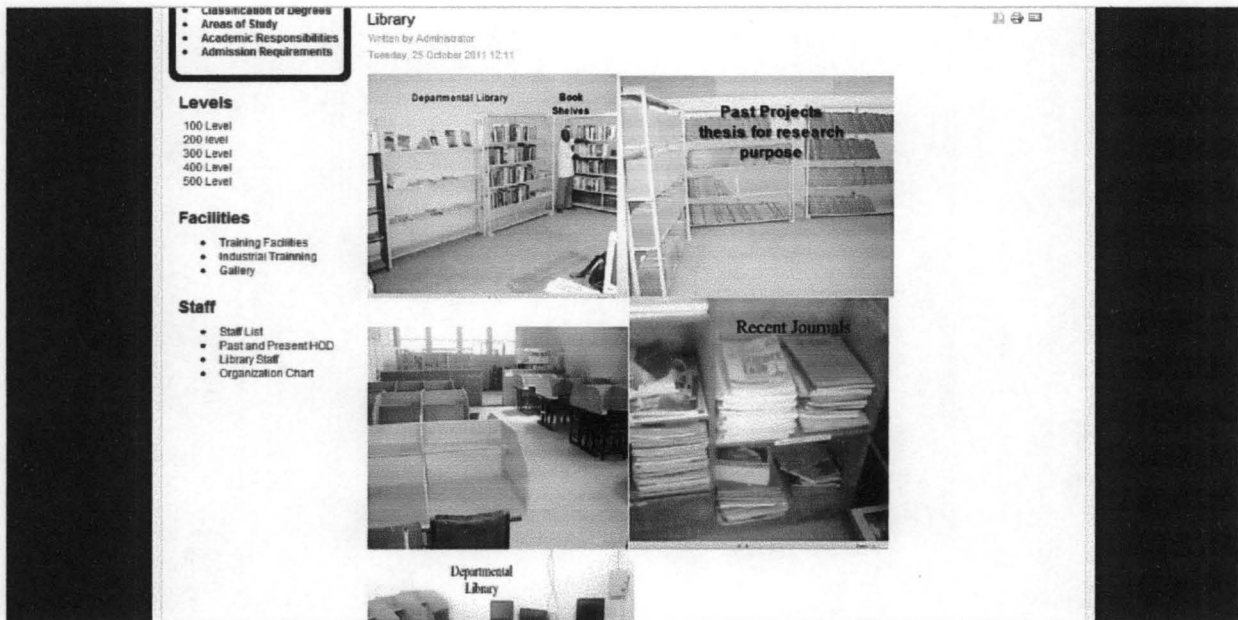 Classification of Degrees
Areas of Study
Academic Responsibilities
Admission Requirements
Levels
100 Level
200 level
300 Level
400 Level
500 Level
Facilities
Training Facilities
Industrial Trainning
Gallery
Staff
Staff List
Past and Present HOD
Library Staff
Organization Chart
Library
Written by Administrator
Tuesday, 25 October 2011 12:11
Departmental Library
Book
Shelves
Past Projects
thesis for research
purpose
Recent Journals
Departmental
Library